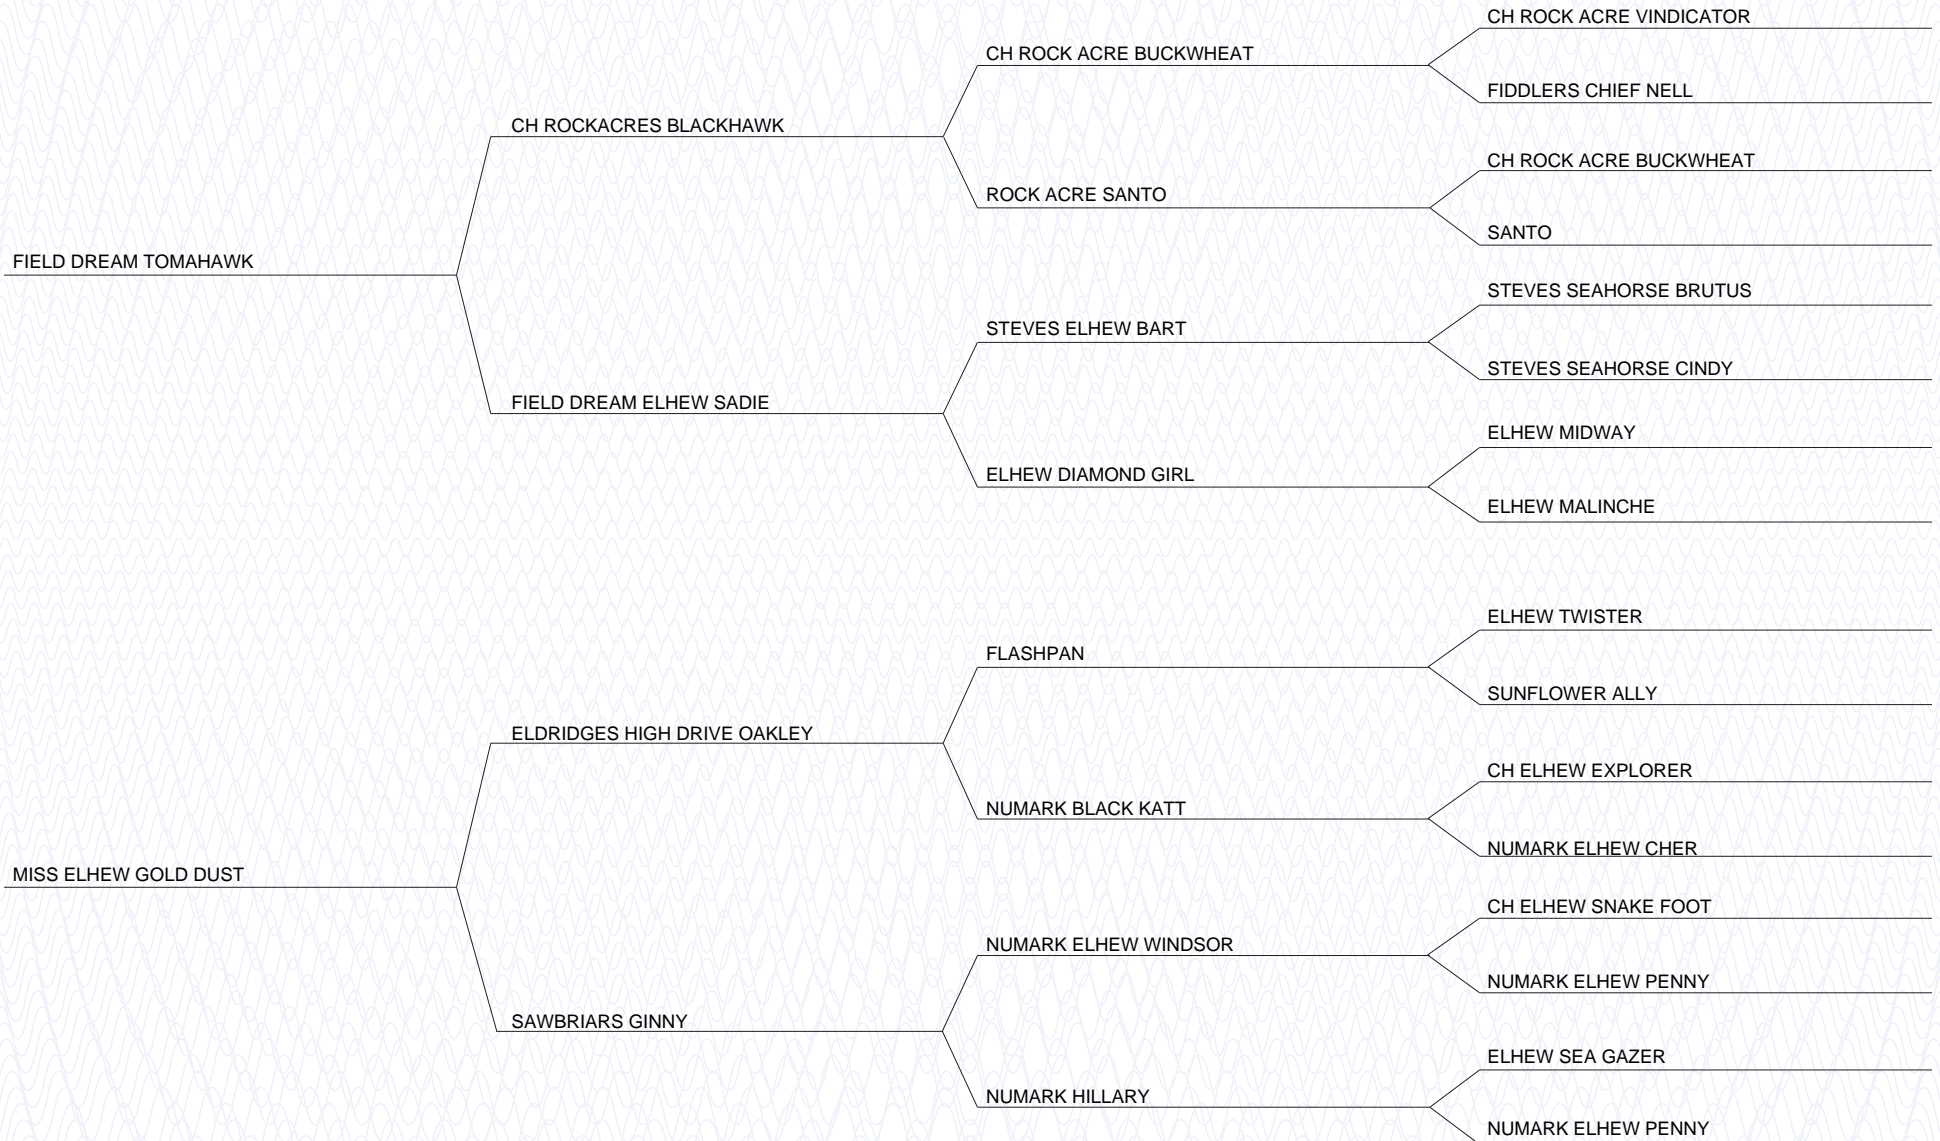 CH ROCK ACRE VINDICATOR
CH ROCK ACRE BUCKWHEAT
FIDDLERS CHIEF NELL
CH ROCKACRES BLACKHAWK
CH ROCK ACRE BUCKWHEAT
ROCK ACRE SANTO
SANTO
FIELD DREAM TOMAHAWK
STEVES SEAHORSE BRUTUS
STEVES ELHEW BART
STEVES SEAHORSE CINDY
FIELD DREAM ELHEW SADIE
ELHEW MIDWAY
ELHEW DIAMOND GIRL
ELHEW MALINCHE
ELHEW TWISTER
FLASHPAN
SUNFLOWER ALLY
ELDRIDGES HIGH DRIVE OAKLEY
CH ELHEW EXPLORER
NUMARK BLACK KATT
NUMARK ELHEW CHER
MISS ELHEW GOLD DUST
CH ELHEW SNAKE FOOT
NUMARK ELHEW WINDSOR
NUMARK ELHEW PENNY
SAWBRIARS GINNY
ELHEW SEA GAZER
NUMARK HILLARY
NUMARK ELHEW PENNY